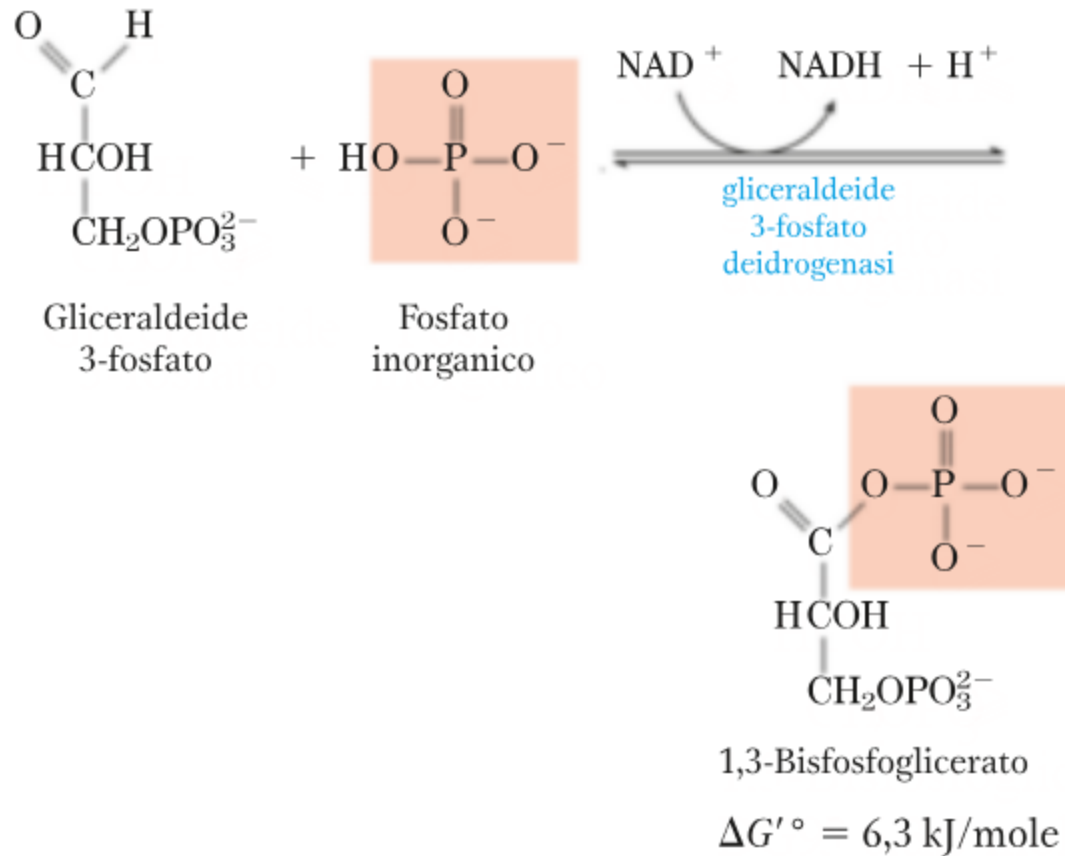 O H
C
HCOH
CH₂OPO₃²⁻
+
O
HO—P—O⁻
O⁻
NAD⁺ NADH + H⁺
gliceraldeide
3-fosfato
deidrogenasi
Gliceraldeide
3-fosfato
Fosfato
inorganico
O
O O—P—O⁻
C O⁻
HCOH
CH₂OPO₃²⁻
1,3-Bisfosfoglicerato
ΔG′° = 6,3 kJ/mole